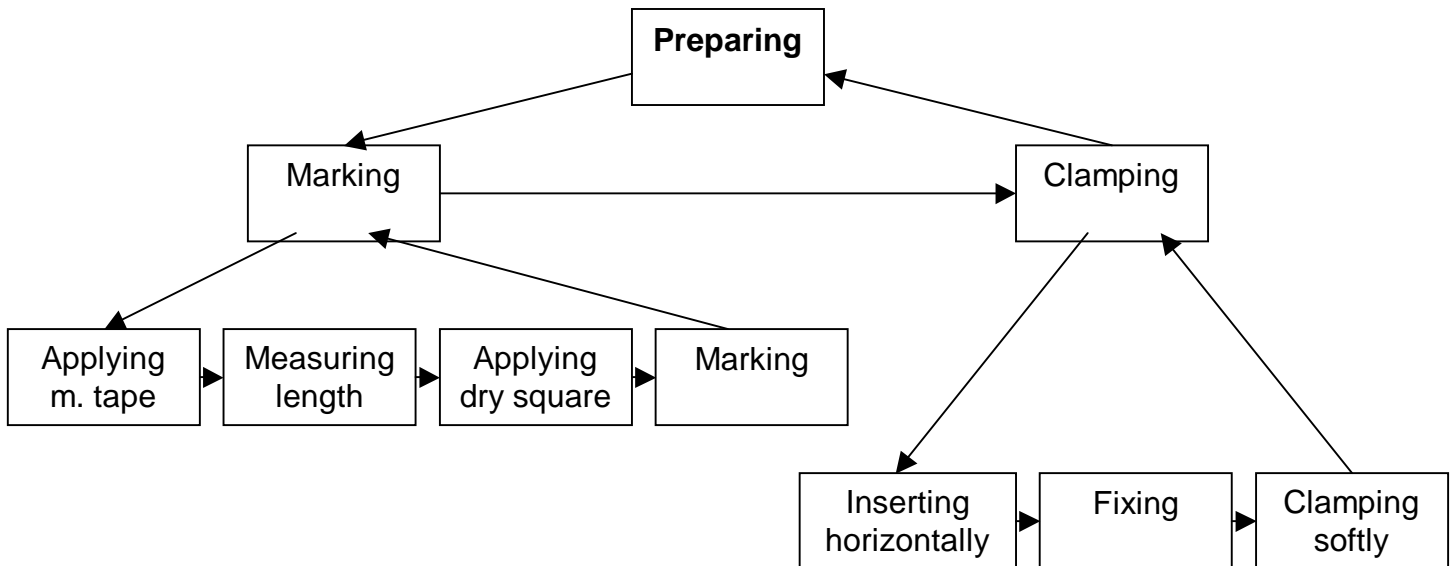 Preparing
Marking
Clamping
Applying
m. tape
Measuring
length
Applying
dry square
Marking
Inserting
horizontally
Fixing
Clamping
softly